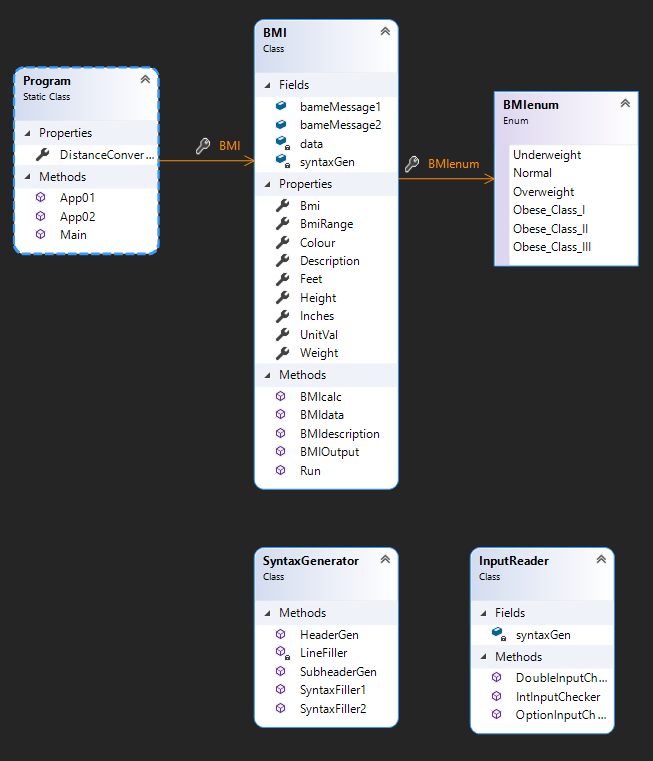 Program
Static Class
Properties
DistanceConver...
Methods
App01
App02
Main
BMI
BMI
Class
Fields
bameMessage1
bameMessage2
data
syntaxGen
Properties
Bmi
BmiRange
Colour
Description
Feet
Height
Inches
UnitVal
Weight
Methods
BMIcalc
BMIdata
BMIdescription
BMIOutput
Run
BMIenum
BMIenum
Enum
Underweight
Normal
Overweight
Obese_Class_I
Obese_Class_II
Obese_Class_III
SyntaxGenerator
Class
Methods
HeaderGen
LineFiller
SubheaderGen
SyntaxFiller1
SyntaxFiller2
InputReader
Class
Fields
syntaxGen
Methods
DoubleInputCh...
IntInputChecker
OptionInputCh...